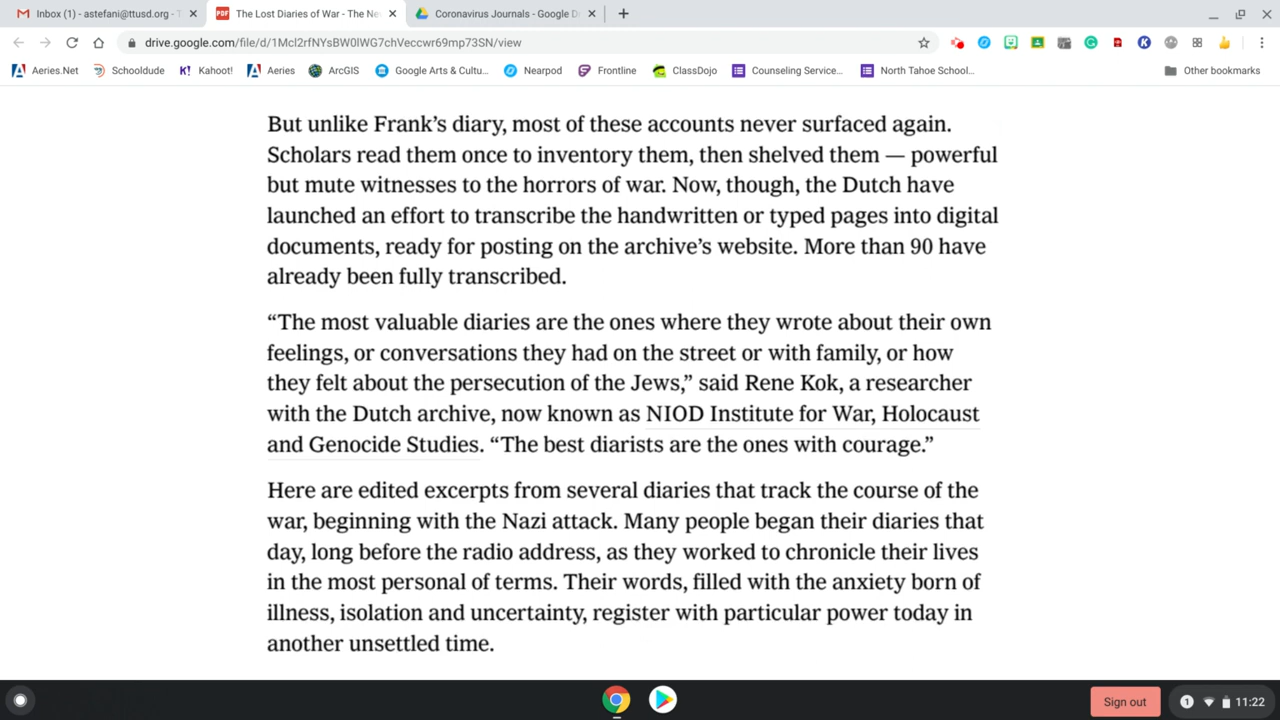 Inbox (1) - astefani@ttusd.org - T
The Lost Diaries of War - The Ne
Coronavirus Journals - Google D
drive.google.com/file/d/1Mcl2rfNYsBW0lWG7chVeccwr69mp73SN/view
Aeries.Net Schooldude Kahoot! Aeries ArcGIS Google Arts & Cultu... Nearpod Frontline ClassDojo Counseling Service... North Tahoe School... Other bookmarks
But unlike Frank’s diary, most of these accounts never surfaced again.
Scholars read them once to inventory them, then shelved them — powerful
but mute witnesses to the horrors of war. Now, though, the Dutch have
launched an effort to transcribe the handwritten or typed pages into digital
documents, ready for posting on the archive’s website. More than 90 have
already been fully transcribed.
“The most valuable diaries are the ones where they wrote about their own
feelings, or conversations they had on the street or with family, or how
they felt about the persecution of the Jews,” said Rene Kok, a researcher
with the Dutch archive, now known as NIOD Institute for War, Holocaust
and Genocide Studies. “The best diarists are the ones with courage.”
Here are edited excerpts from several diaries that track the course of the
war, beginning with the Nazi attack. Many people began their diaries that
day, long before the radio address, as they worked to chronicle their lives
in the most personal of terms. Their words, filled with the anxiety born of
illness, isolation and uncertainty, register with particular power today in
another unsettled time.
Sign out 1 11:22